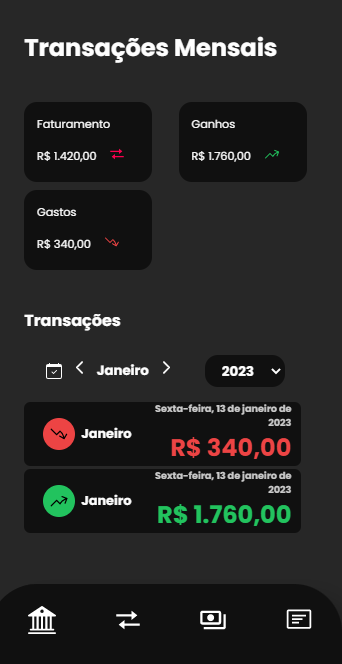 Transações Mensais
Faturamento
R$ 1.420,00
Ganhos
R$ 1.760,00
Gastos
R$ 340,00
Transações
Janeiro
2023
Sexta-feira, 13 de janeiro de
2023
Janeiro
R$ 340,00
Sexta-feira, 13 de janeiro de
2023
Janeiro
R$ 1.760,00